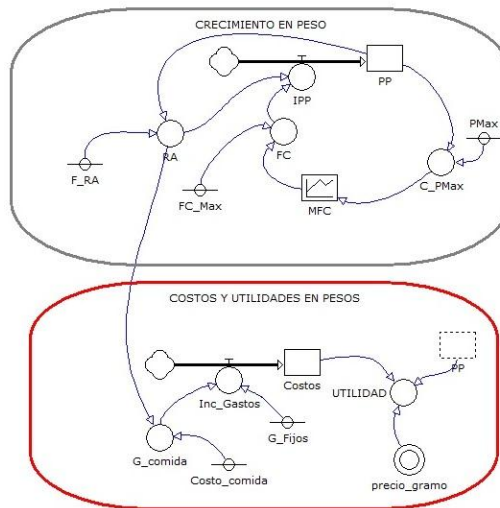 CRECIMIENTO EN PESO
PP
IPP
PMax
RA
FC
F_RA
C_PMax
FC_Max
MFC
COSTOS Y UTILIDADES EN PESOS
Costos
PP
UTILIDAD
Inc_Gastos
G_Fijos
G_comida
Costo_comida
precio_gramo